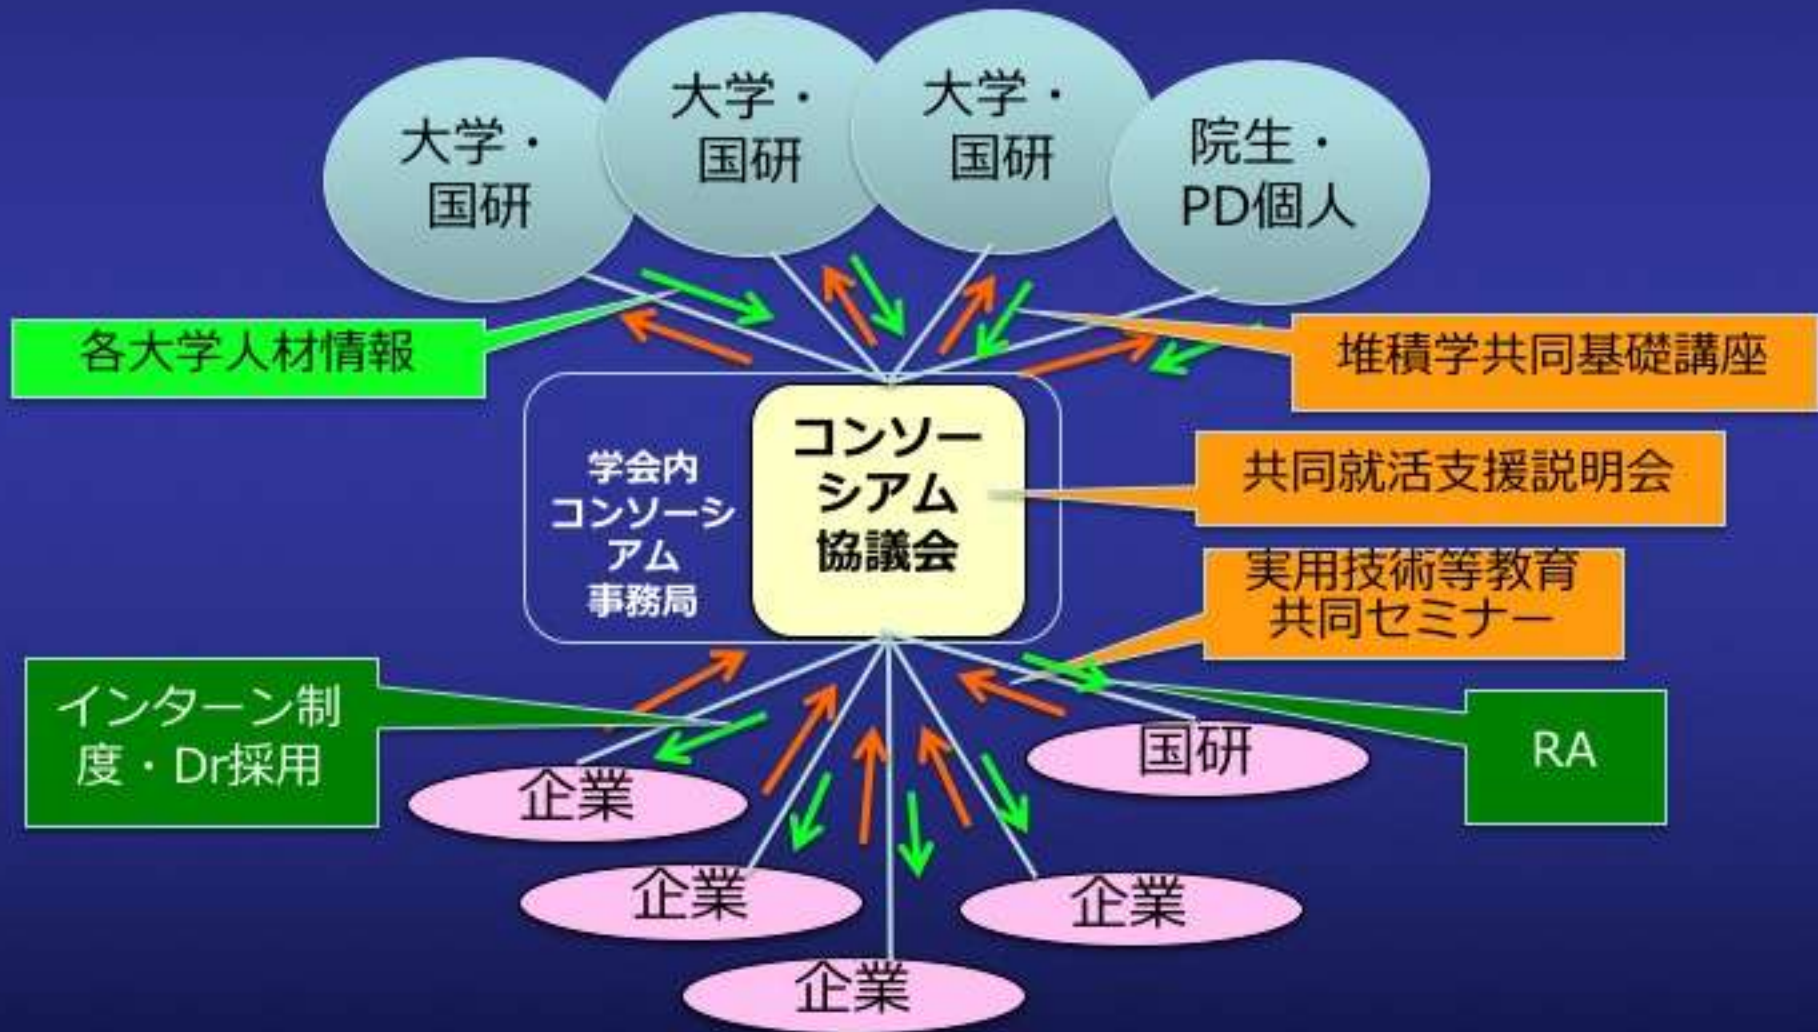 大学・
国研
大学・
国研
大学・
国研
院生・
PD個人
各大学人材情報
堆積学共同基礎講座
学会内
コンソーシ
アム
事務局
コンソー
シアム
協議会
共同就活支援説明会
実用技術等教育
共同セミナー
インターン制
度・Dr採用
RA
国研
企業
企業
企業
企業